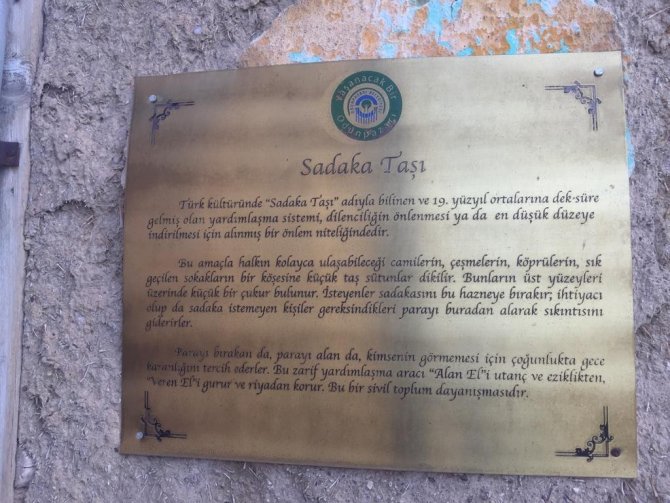 Yaşanacak Bir
Odunpazarı
Sadaka Taşı
Türk kültüründe "Sadaka Taşı" adıyla bilinen ve 19. yüzyıl ortalarına dek-süre
gelmiş olan yardımlaşma sistemi, dilenciliğin önlenmesi ya da en düşük düzeye
indirilmesi için alınmış bir önlem niteliğindedir.
Bu amaçla halkın kolayca ulaşabileceği camilerin, çeşmelerin, köprülerin, sık
geçilen sokakların bir köşesine küçük taş sütunlar dikilir. Bunların üst yüzeyleri
üzerinde küçük bir çukur bulunur. İsteyenler sadakasını bu hazneye bırakır; ihtiyacı
olup da sadaka istemeyen kişiler gereksindikleri parayı buradan alarak sıkıntısını
giderirler.
Parayı bırakan da, parayı alan da, kimsenin görmemesi için çoğunlukta gece
karanlığını tercih ederler. Bu zarif yardımlaşma aracı "Alan El"i utanç ve eziklikten,
"Veren El"i gurur ve riyadan korur. Bu bir sivil toplum dayanışmasıdır.